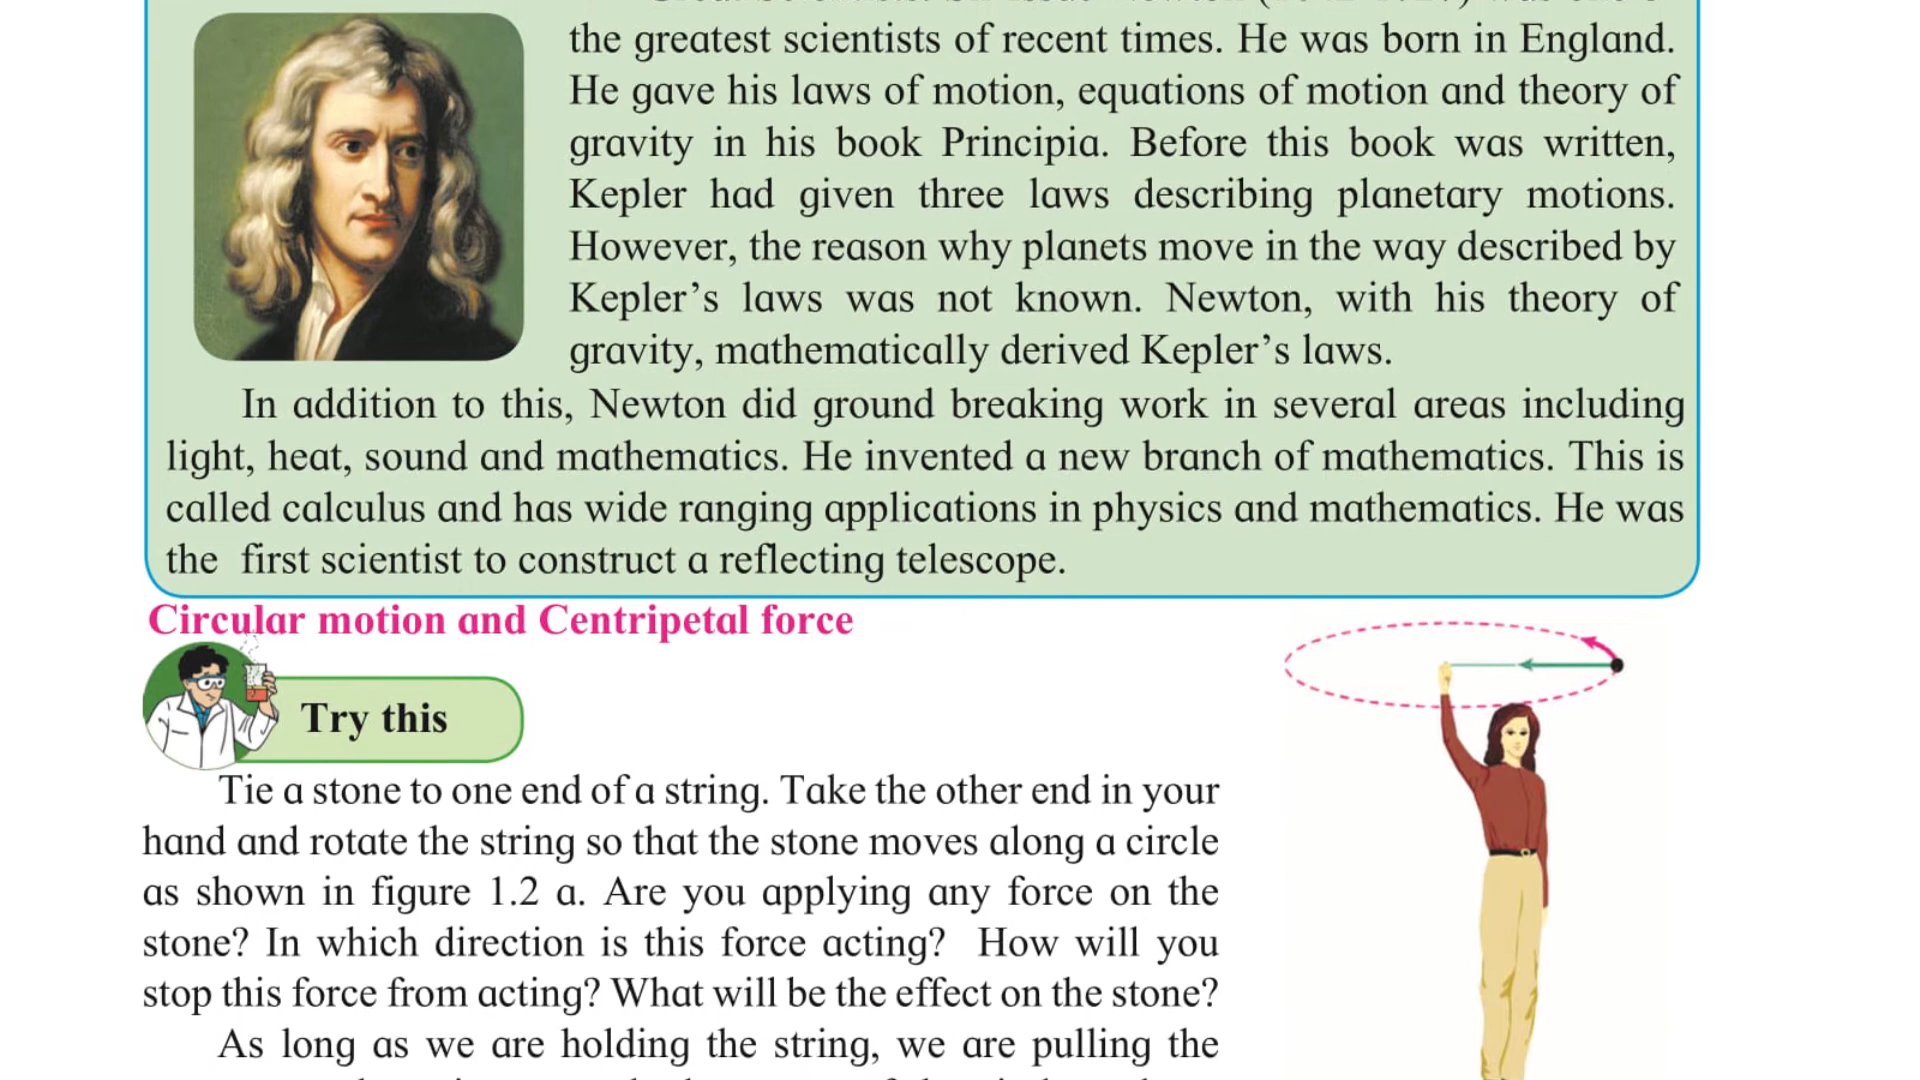 the greatest scientists of recent times. He was born in England.
He gave his laws of motion, equations of motion and theory of
gravity in his book Principia. Before this book was written,
Kepler had given three laws describing planetary motions.
However, the reason why planets move in the way described by
Kepler’s laws was not known. Newton, with his theory of
gravity, mathematically derived Kepler’s laws.
In addition to this, Newton did ground breaking work in several areas including
light, heat, sound and mathematics. He invented a new branch of mathematics. This is
called calculus and has wide ranging applications in physics and mathematics. He was
the first scientist to construct a reflecting telescope.
Circular motion and Centripetal force
Try this
Tie a stone to one end of a string. Take the other end in your
hand and rotate the string so that the stone moves along a circle
as shown in figure 1.2 a. Are you applying any force on the
stone? In which direction is this force acting? How will you
stop this force from acting? What will be the effect on the stone?
As long as we are holding the string, we are pulling the